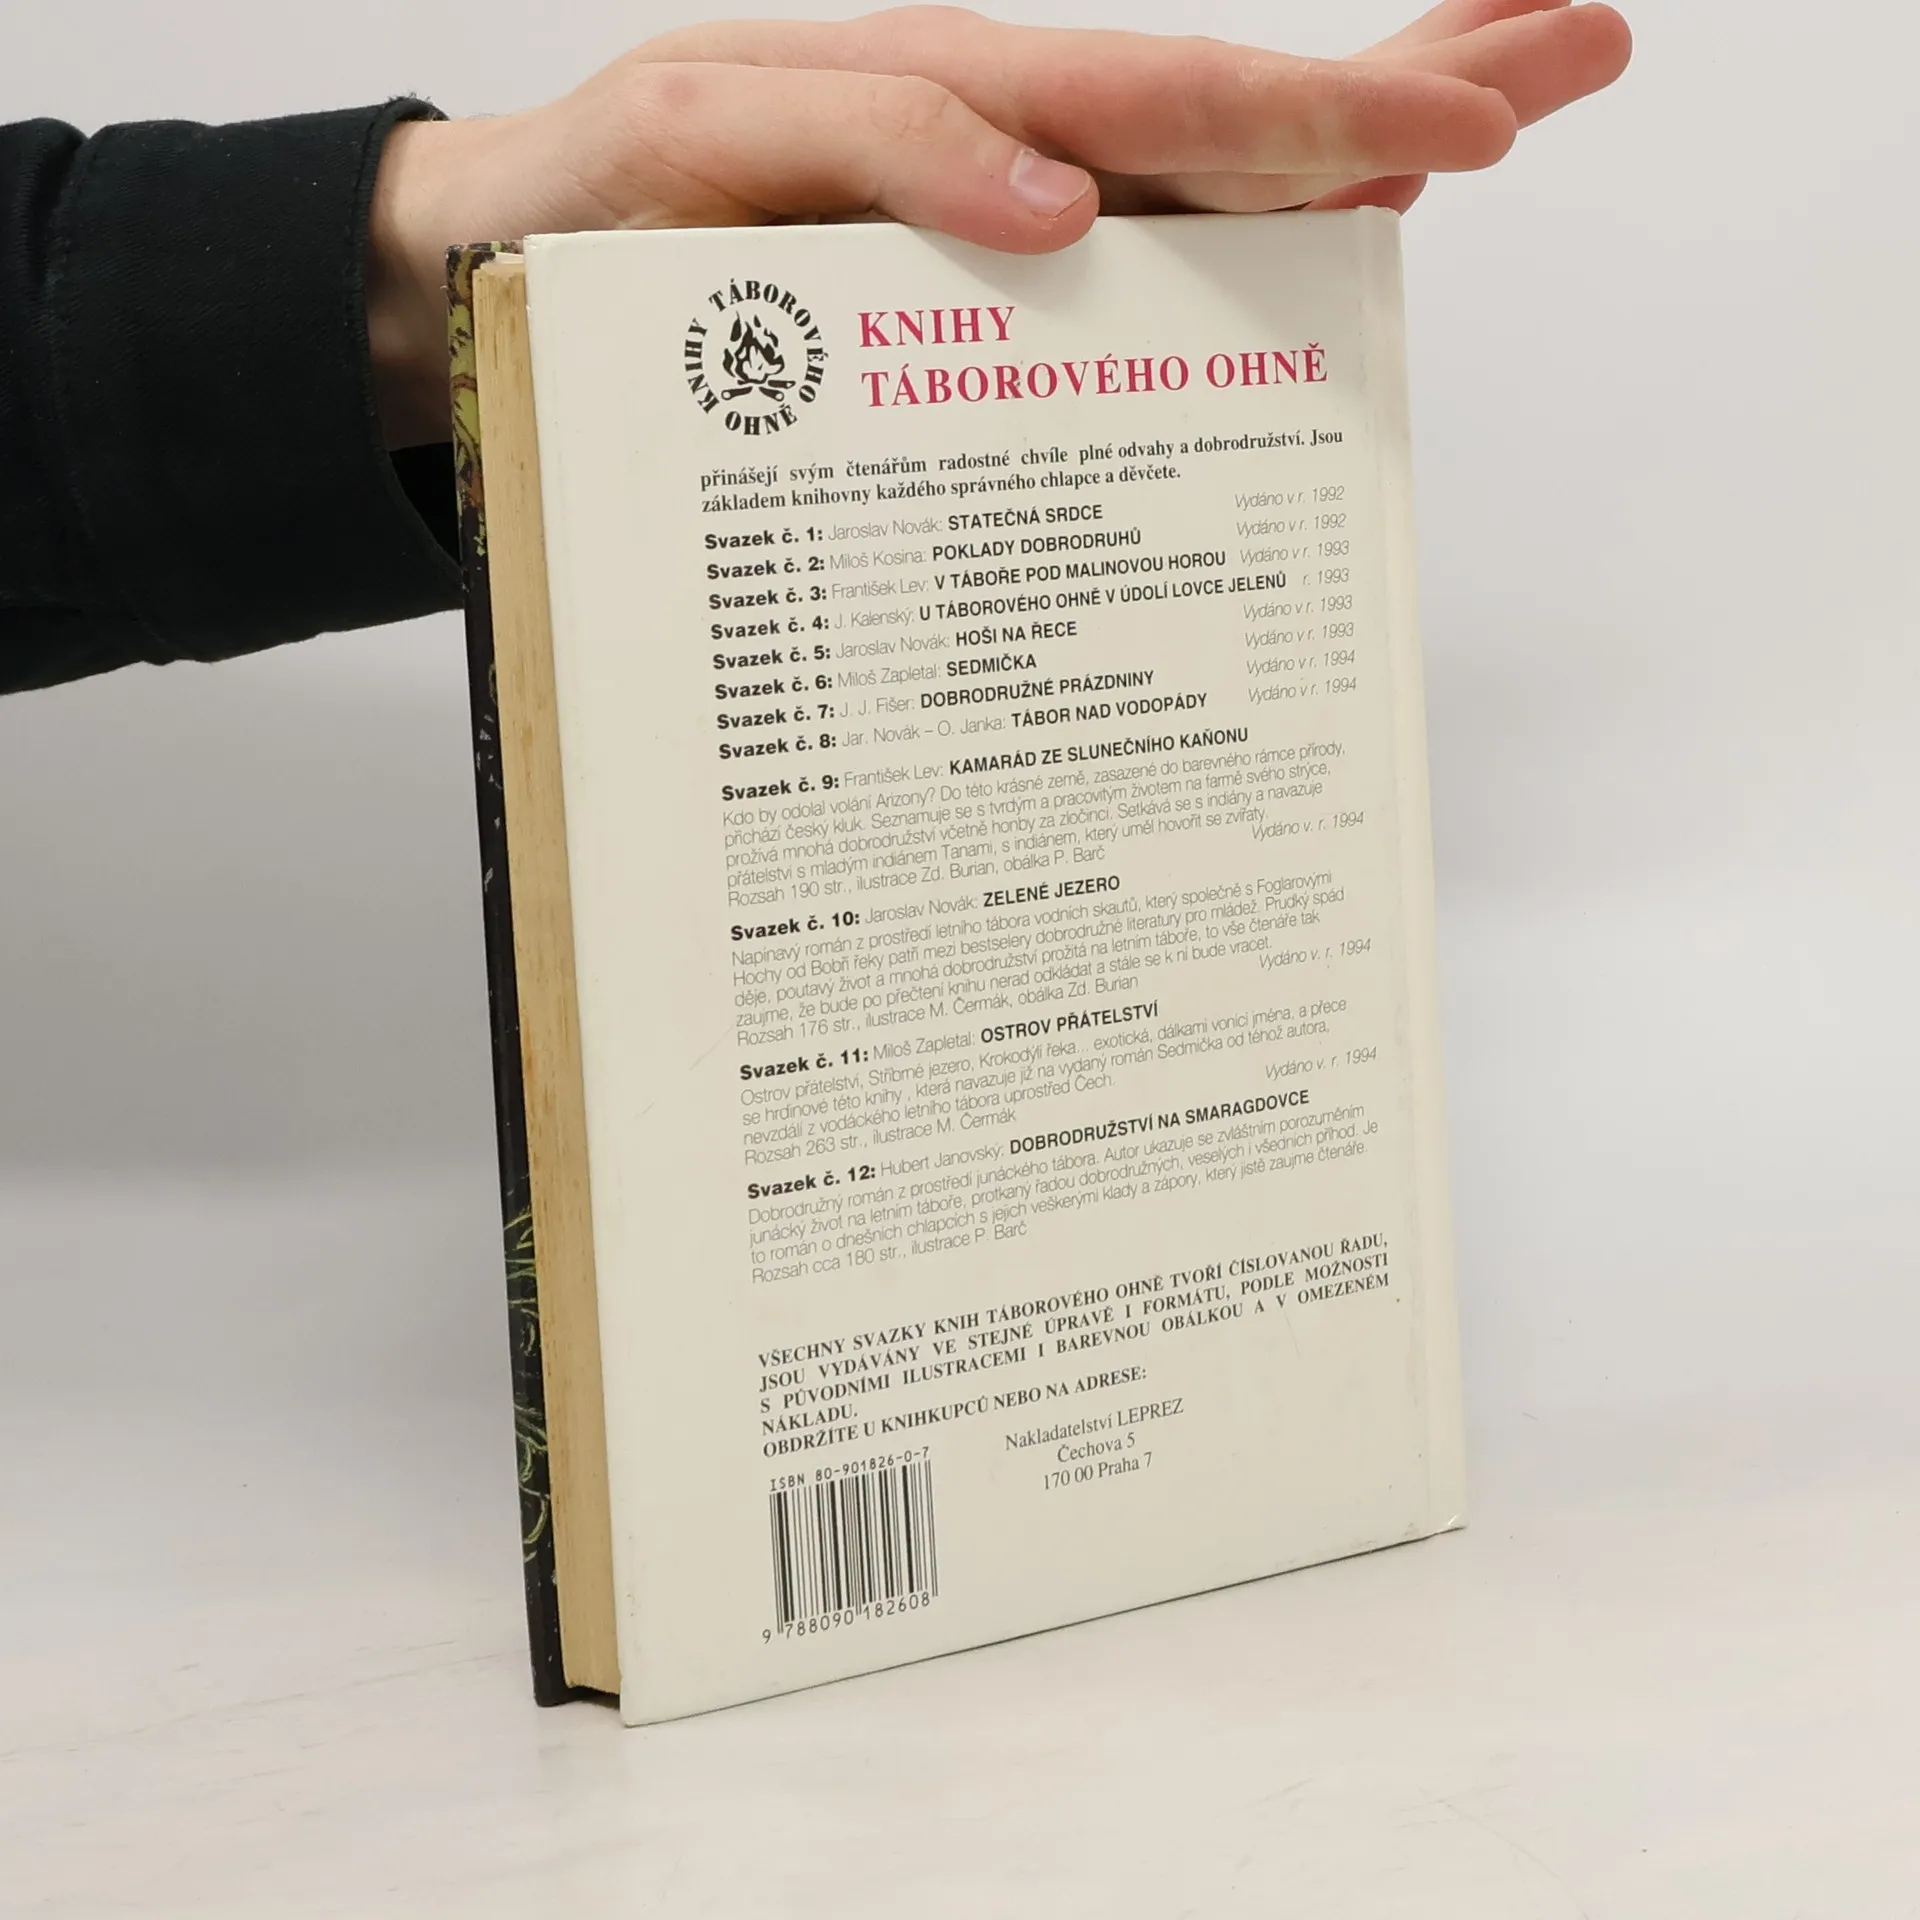 KNIHY TÁBOROVÉHO OHNĚ
KNIHY
TÁBOROVÉHO OHNĚ
přinášejí svým čtenářům radostné chvíle plné odvahy a dobrodružství. Jsou
základem knihovny každého správného chlapce a děvčete.
Svazek č. 1: Jaroslav Novák: STATEČNÁ SRDCE Vydáno v r. 1992
Svazek č. 2: Miloš Kosina: POKLADY DOBRODRUHŮ Vydáno v r. 1992
Svazek č. 3: František Lev: V TÁBOŘE POD MALINOVOU HOROU Vydáno v r. 1993
Svazek č. 4: J. Kalenský: U TÁBOROVÉHO OHNĚ V ÚDOLÍ LOVCE JELENŮ r. 1993
Svazek č. 5: Jaroslav Novák: HOŠI NA ŘECE Vydáno v r. 1993
Svazek č. 6: Miloš Zapletal: SEDMIČKA Vydáno v r. 1993
Svazek č. 7: J. J. Fišer: DOBRODRUŽNÉ PRÁZDNINY Vydáno v r. 1994
Svazek č. 8: Jar. Novák – O. Janka: TÁBOR NAD VODOPÁDY Vydáno v r. 1994
Svazek č. 9: František Lev: KAMARÁD ZE SLUNEČNÍHO KAŇONU
Kdo by odolal volání Arizony? Do této krásné země, zasazené do barevného rámce přírody,
přichází český kluk. Seznamuje se s tvrdým a pracovitým životem na farmě svého strýce,
prožívá mnohá dobrodružství včetně honby za zločinci. Setkává se s indiány a navazuje
přátelství s mladým indiánem Tanami, s indiánem, který uměl hovořit se zvířaty.
Rozsah 190 str., ilustrace Zd. Burian, obálka P. Barč Vydáno v. r. 1994
Svazek č. 10: Jaroslav Novák: ZELENÉ JEZERO
Napínavý román z prostředí letního tábora vodních skautů, který společně s Foglarovými
Hochy od Bobří řeky patří mezi bestselery dobrodružné literatury pro mládež. Prudký spád
děje, poutavý život a mnohá dobrodružství prožitá na letním táboře, to vše čtenáře tak
zaujme, že bude po přečtení knihu nerad odkládat a stále se k ní bude vracet.
Rozsah 176 str., ilustrace M. Čermák, obálka Zd. Burian Vydáno v. r. 1994
Svazek č. 11: Miloš Zapletal: OSTROV PŘÁTELSTVÍ
Ostrov přátelství, Stříbrné jezero, Krokodýlí řeka... exotická, dálkami vonící jména, a přece
se hrdinové této knihy , která navazuje již na vydaný román Sedmička od téhož autora,
nevzdálí z vodáckého letního tábora uprostřed Čech.
Rozsah 263 str., ilustrace M. Čermák Vydáno v. r. 1994
Svazek č. 12: Hubert Janovský: DOBRODRUŽSTVÍ NA SMARAGDOVCE
Dobrodružný román z prostředí junáckého tábora. Autor ukazuje se zvláštním porozuměním
junácký život na letním táboře, protkaný řadou dobrodružných, veselých i všedních příhod. Je
to román o dnešních chlapcích s jejich veškerými klady a zápory, který jistě zaujme čtenáře.
Rozsah cca 180 str., ilustrace P. Barč
VŠECHNY SVAZKY KNIH TÁBOROVÉHO OHNĚ TVOŘÍ ČÍSLOVANOU ŘADU,
JSOU VYDÁVÁNY VE STEJNÉ ÚPRAVĚ I FORMÁTU, PODLE MOŽNOSTI
S PŮVODNÍMI ILUSTRACEMI I BAREVNOU OBÁLKOU A V OMEZENÉM
NÁKLADU.
OBDRŽÍTE U KNIHKUPCŮ NEBO NA ADRESE:
Nakladatelství LEPREZ
Čechova 5
170 00 Praha 7
ISBN 80-901826-0-7
9 788090 182608